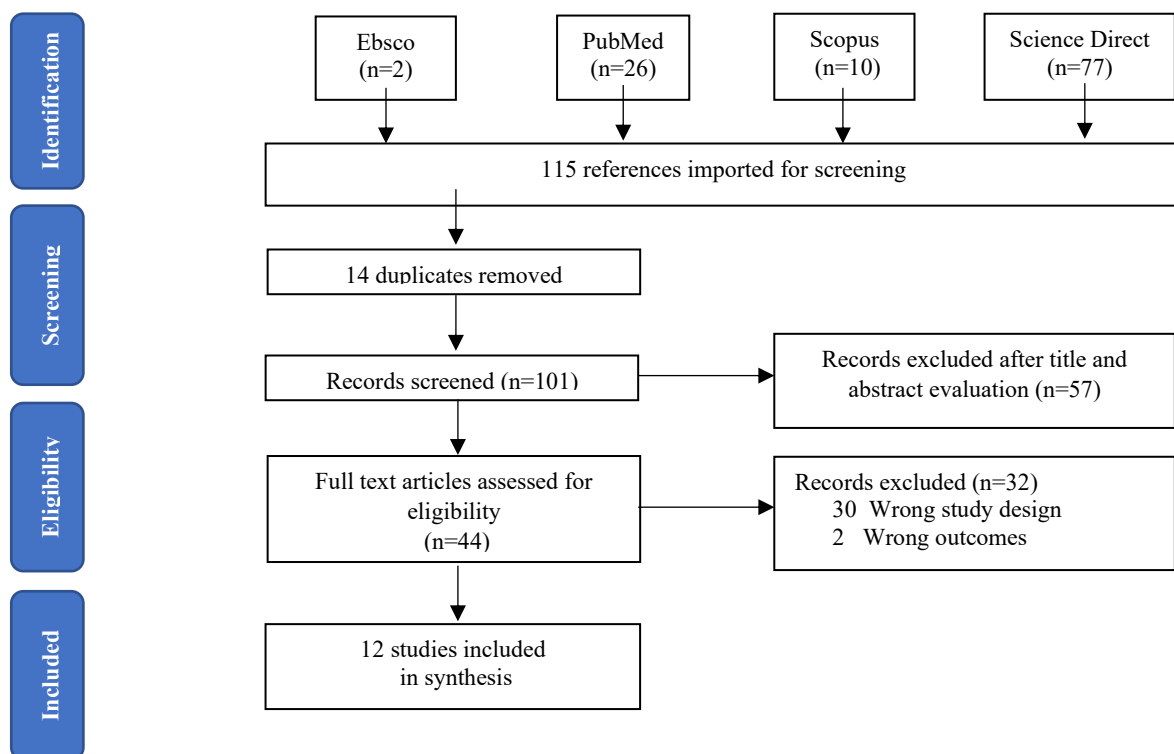 Identification
Ebsco
(n=2)
PubMed
(n=26)
Scopus
(n=10)
Science Direct
(n=77)
115 references imported for screening
Screening
14 duplicates removed
Records screened (n=101)
Records excluded after title and
abstract evaluation (n=57)
Eligibility
Full text articles assessed for
eligibility
(n=44)
Records excluded (n=32)
30 Wrong study design
2 Wrong outcomes
Included
12 studies included
in synthesis